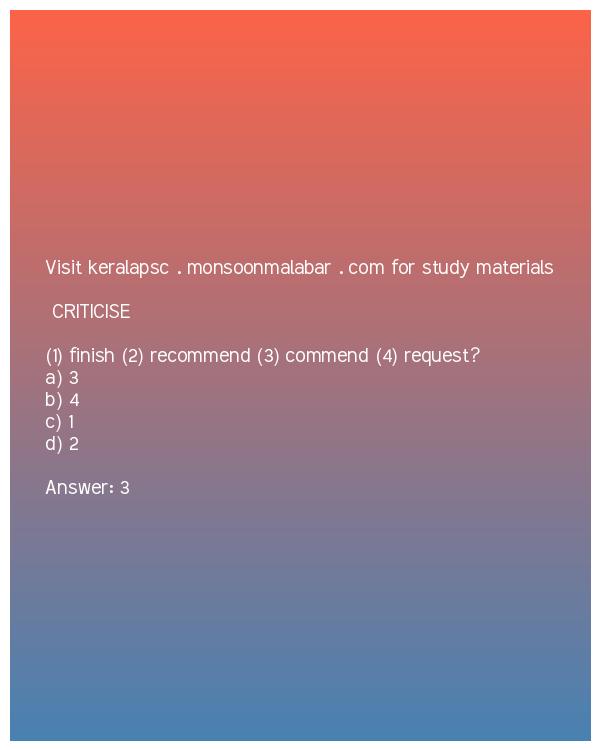 Visit keralapsc . monsoonmalabar . com for study materials
CRITICISE
(1) finish (2) recommend (3) commend (4) request?
a) 3
b) 4
c) 1
d) 2
Answer: 3